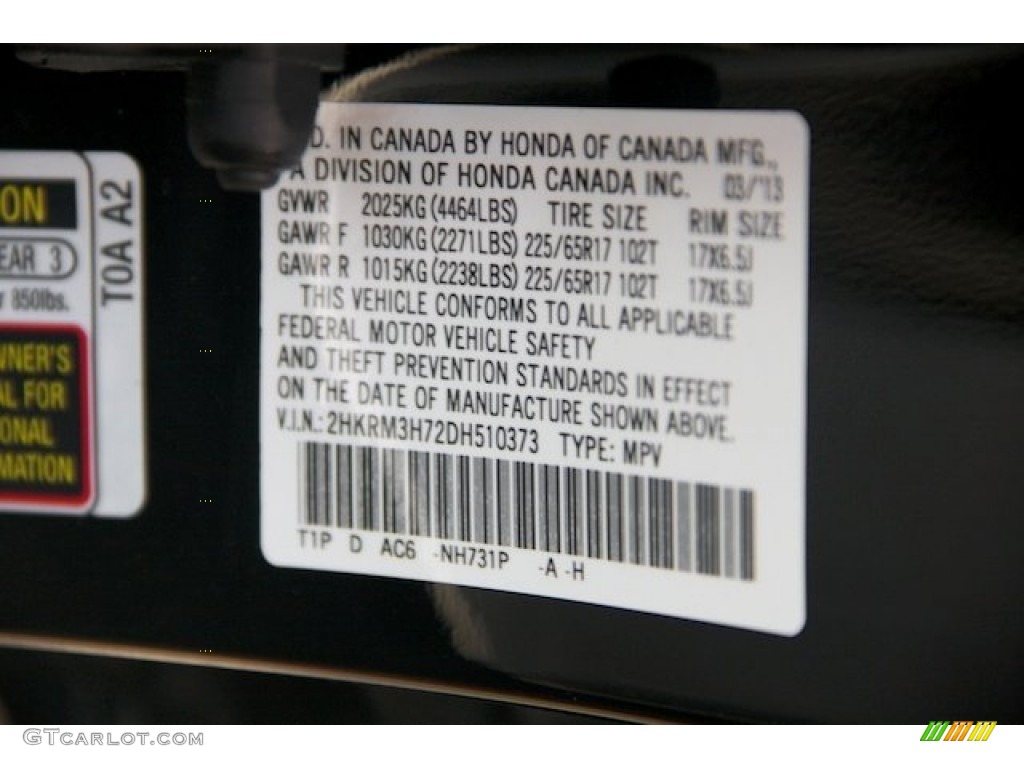 D. IN CANADA BY HONDA OF CANADA MFG.,
A DIVISION OF HONDA CANADA INC. 03/'13
GVWR 2025KG (4464LBS) TIRE SIZE RIM SIZE
GAWR F 1030KG (2271LBS) 225/65R17 102T 17X6.5J
GAWR R 1015KG (2238LBS) 225/65R17 102T 17X6.5J
THIS VEHICLE CONFORMS TO ALL APPLICABLE
FEDERAL MOTOR VEHICLE SAFETY
AND THEFT PREVENTION STANDARDS IN EFFECT
ON THE DATE OF MANUFACTURE SHOWN ABOVE.
V.I.N.: 2HKRM3H72DH510373 TYPE: MPV
T1P D AC6 -NH731P -A -H
ON
EAR 3
r 850lbs.
WNER'S
AL FOR
ONAL
MATION
T0A A2
GTCARLOT.COM